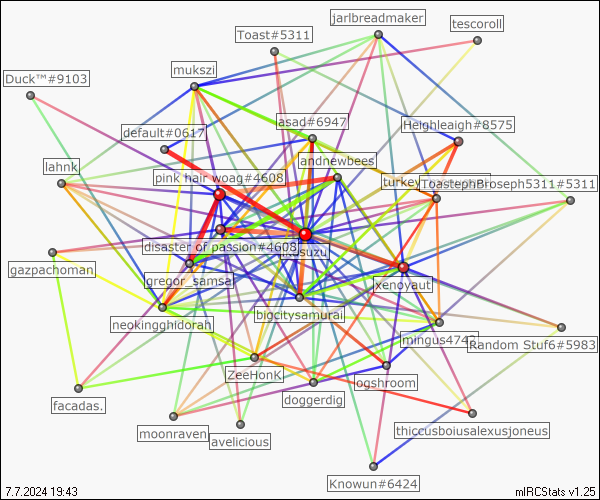 jarlbreadmaker
tescoroll
Toast#5311
mukszi
Duck™#9103
asad#6947
Heighleaigh#8575
default#0617
andnewbees
lahnk
pink hair woag#4608
turkey
ToastephBroseph5311#5311
disaster of passion#4608
gazpachoman
gregor_samsa
xenoyaut
bigcitysamurai
neokingghidorah
mingus474
Random Stuf6#5983
ZeeHonK
ogshroom
doggerdig
facadas.
thiccusboiusalexusjoneus
moonraven
avelicious
Knowun#6424
7.7.2024 19:43
mIRCStats v1.25